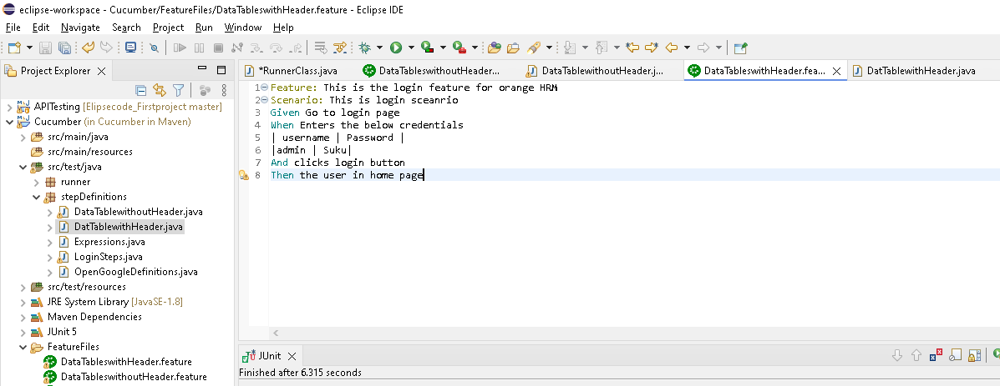 eclipse-workspace - Cucumber/FeatureFiles/DataTableswithHeader.feature - Eclipse IDE
File Edit Navigate Search Project Run Window Help
Project Explorer
*RunnerClass.java
DataTableswithoutHeader...
DataTablewithoutHeader.j...
DataTableswithHeader.fea...
DatTablewithHeader.java
APITesting [Elipsecode_Firstproject master]
Cucumber (in Cucumber in Maven)
src/main/java
src/main/resources
src/test/java
runner
stepDefinitions
DataTablewithoutHeader.java
DatTablewithHeader.java
Expressions.java
LoginSteps.java
OpenGoogleDefinitions.java
src/test/resources
JRE System Library [JavaSE-1.8]
Maven Dependencies
JUnit 5
FeatureFiles
DataTableswithHeader.feature
DataTableswithoutHeader.feature
1 Feature: This is the login feature for orange HRM
2 Scenario: This is login sceanrio
3 Given Go to login page
4 When Enters the below credentials
5 | username | Password |
6 |admin | Suku|
7 And clicks login button
8 Then the user in home page
JUnit
Finished after 6.315 seconds